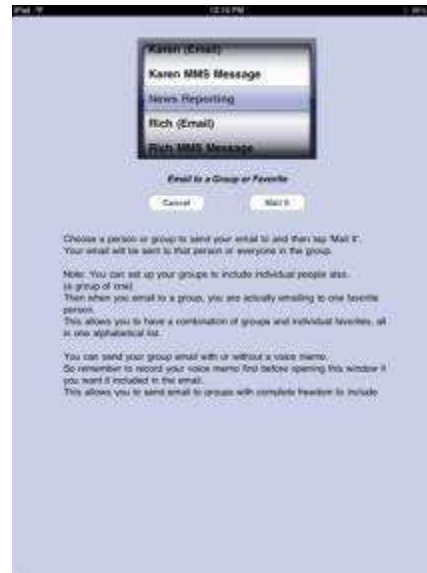 iPad
12:15 PM
Karen (Email)
Karen MMS Message
News Reporting
Rich (Email)
Rich MMS Message
Email to a Group or Favorite
Cancel
Mail It
Choose a person or group to send your email to and then tap 'Mail It'.
Your email will be sent to that person or everyone in the group.
Note: You can set up your groups to include individual people also.
(a group of one)
Then when you email to a group, you are actually emailing to one favorite
person.
This allows you to have a combination of groups and individual favorites, all
in one alphabetical list.
You can send your group email with or without a voice memo.
So remember to record your voice memo first before opening this window if
you want it included in the email.
This allows you to send email to groups with complete freedom to include